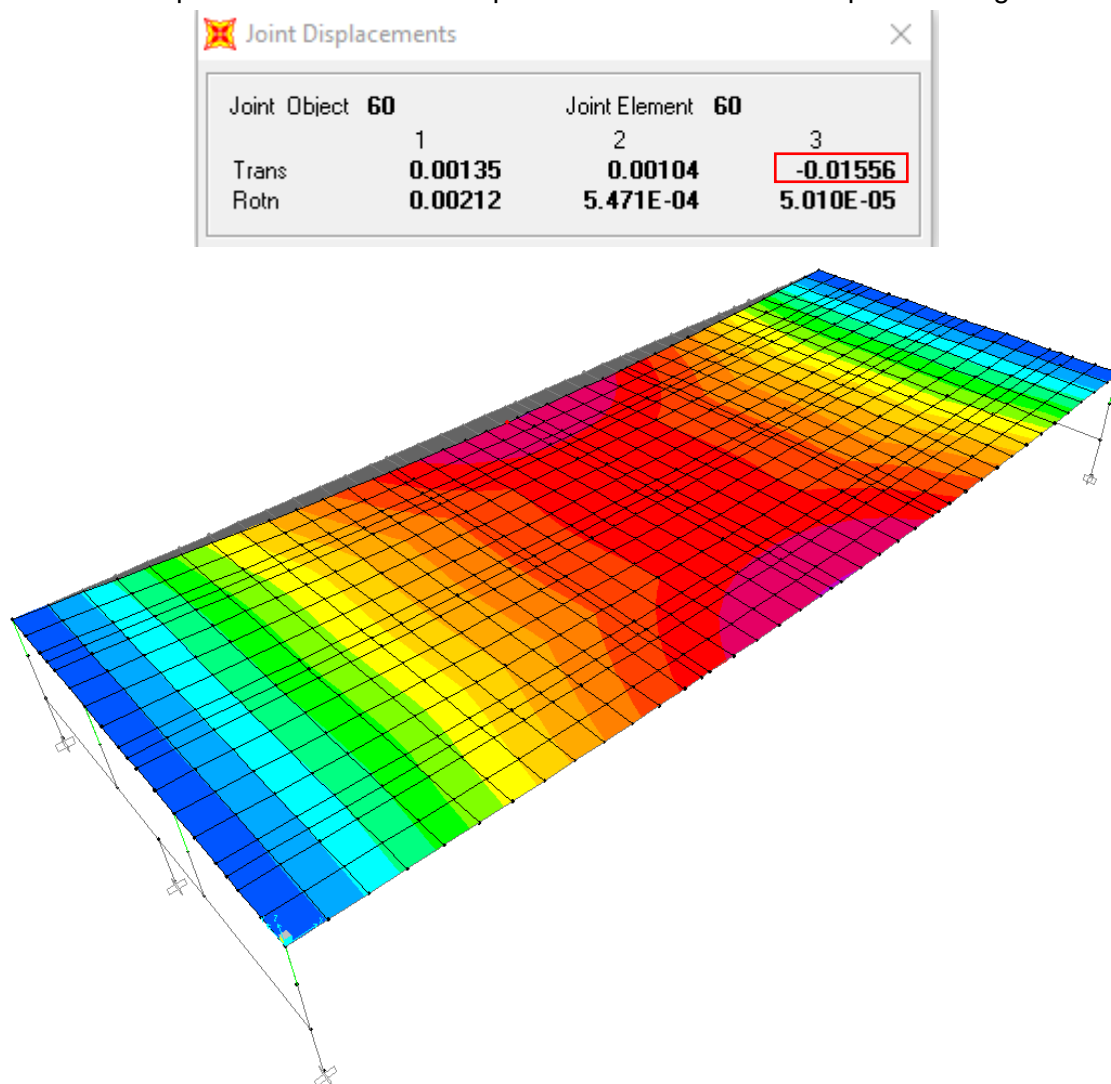 Joint Displacements
Joint Object 60 Joint Element 60
1 2 3
Trans 0.00135 0.00104 -0.01556
Rotn 0.00212 5.471E-04 5.010E-05